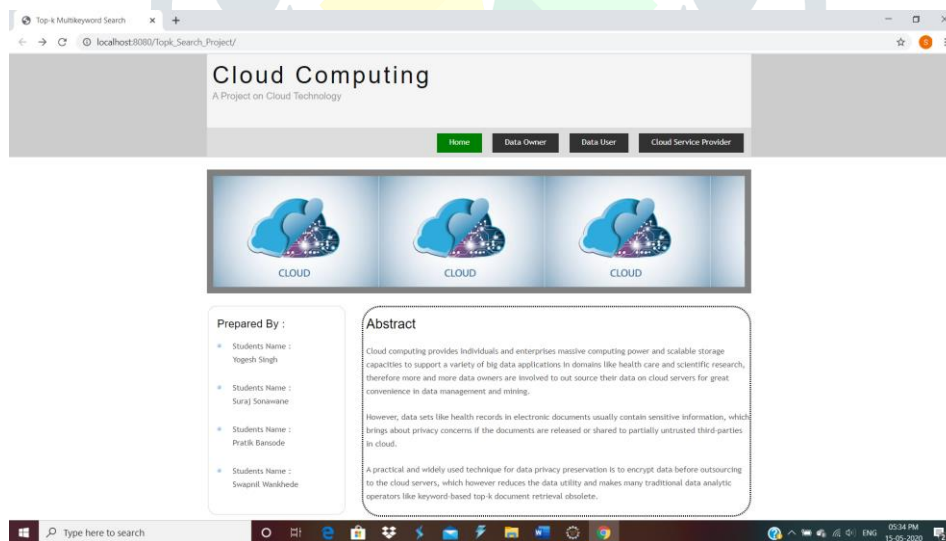 Top-k Multikeyword Search
localhost:8080/Topk_Search_Project/
S
Cloud Computing
A Project on Cloud Technology
Home Data Owner Data User Cloud Service Provider
CLOUD CLOUD CLOUD
Prepared By :
Students Name :
Yogesh Singh
Students Name :
Suraj Sonawane
Students Name :
Pratik Bansode
Students Name :
Swapnil Wankhede
Abstract
Cloud computing provides individuals and enterprises massive computing power and scalable storage
capacities to support a variety of big data applications in domains like health care and scientific research,
therefore more and more data owners are involved to out source their data on cloud servers for great
convenience in data management and mining.
However, data sets like health records in electronic documents usually contain sensitive information, which
brings about privacy concerns if the documents are released or shared to partially untrusted third-parties
in cloud.
A practical and widely used technique for data privacy preservation is to encrypt data before outsourcing
to the cloud servers, which however reduces the data utility and makes many traditional data analytic
operators like keyword-based top-k document retrieval obsolete.
Type here to search
ENG
05:34 PM
15-05-2020